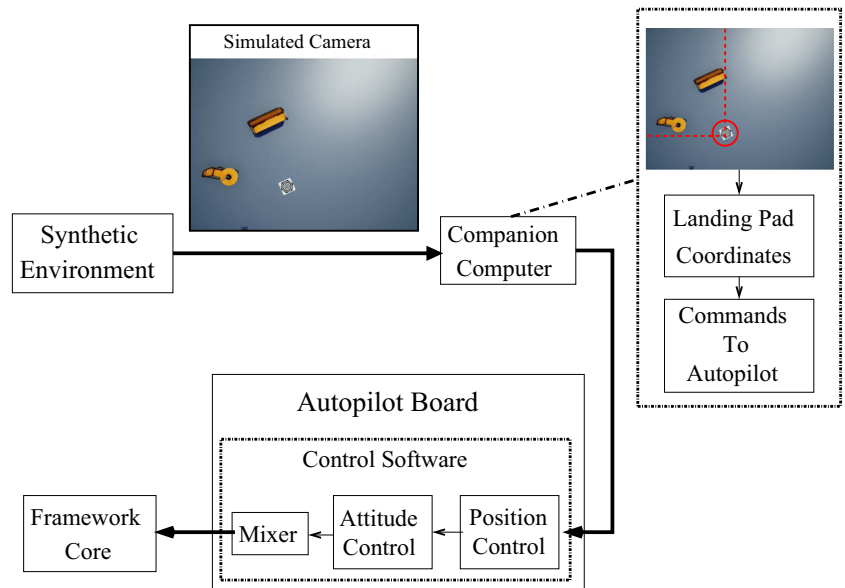 Simulated Camera
Synthetic
Environment
Companion
Computer
Landing Pad
Coordinates
Commands
To
Autopilot
Autopilot Board
Control Software
Position
Control
Attitude
Control
Mixer
Framework
Core